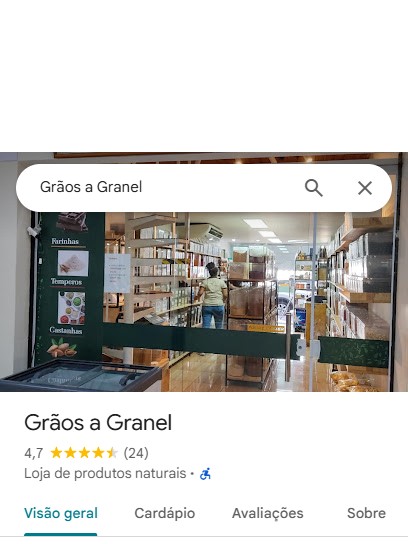 Grãos a Granel
Farinhas
Temperos
Castanhas
Grãos a Granel
4,7 (24)
Loja de produtos naturais •
Visão geral Cardápio Avaliações Sobre